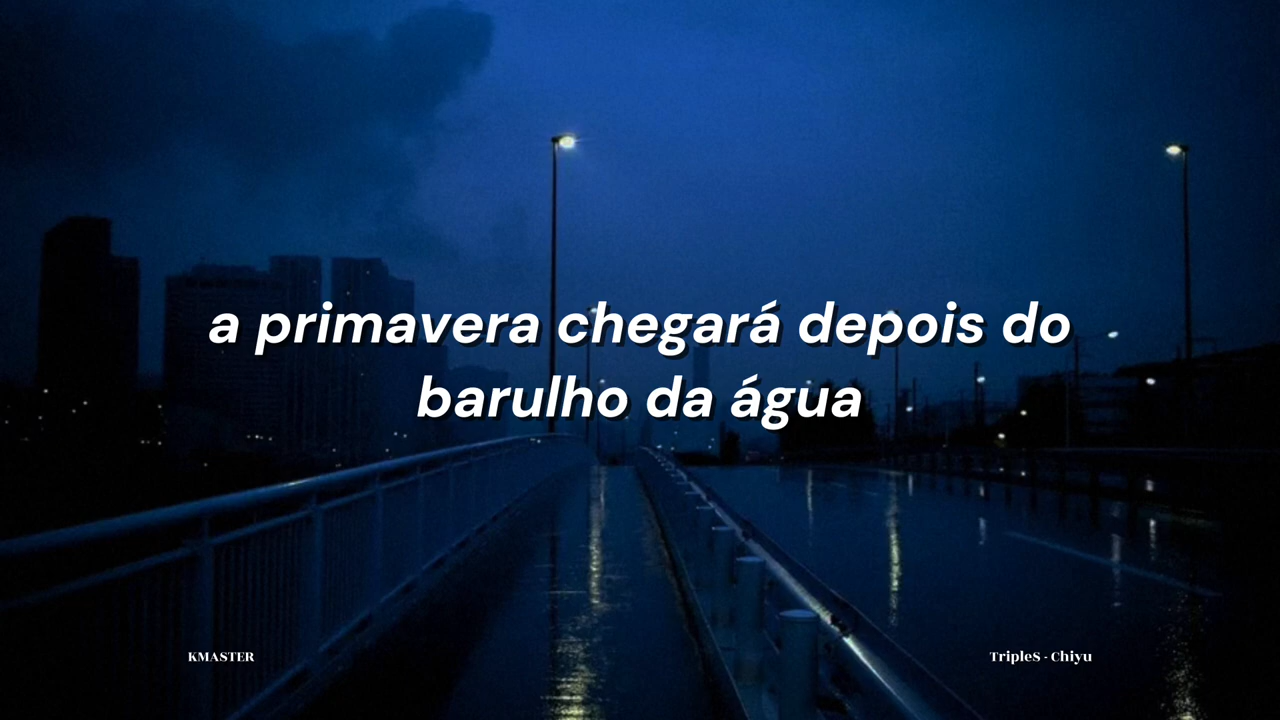 a primavera chegará depois do
barulho da água
KMASTER
TripleS - Chiyu